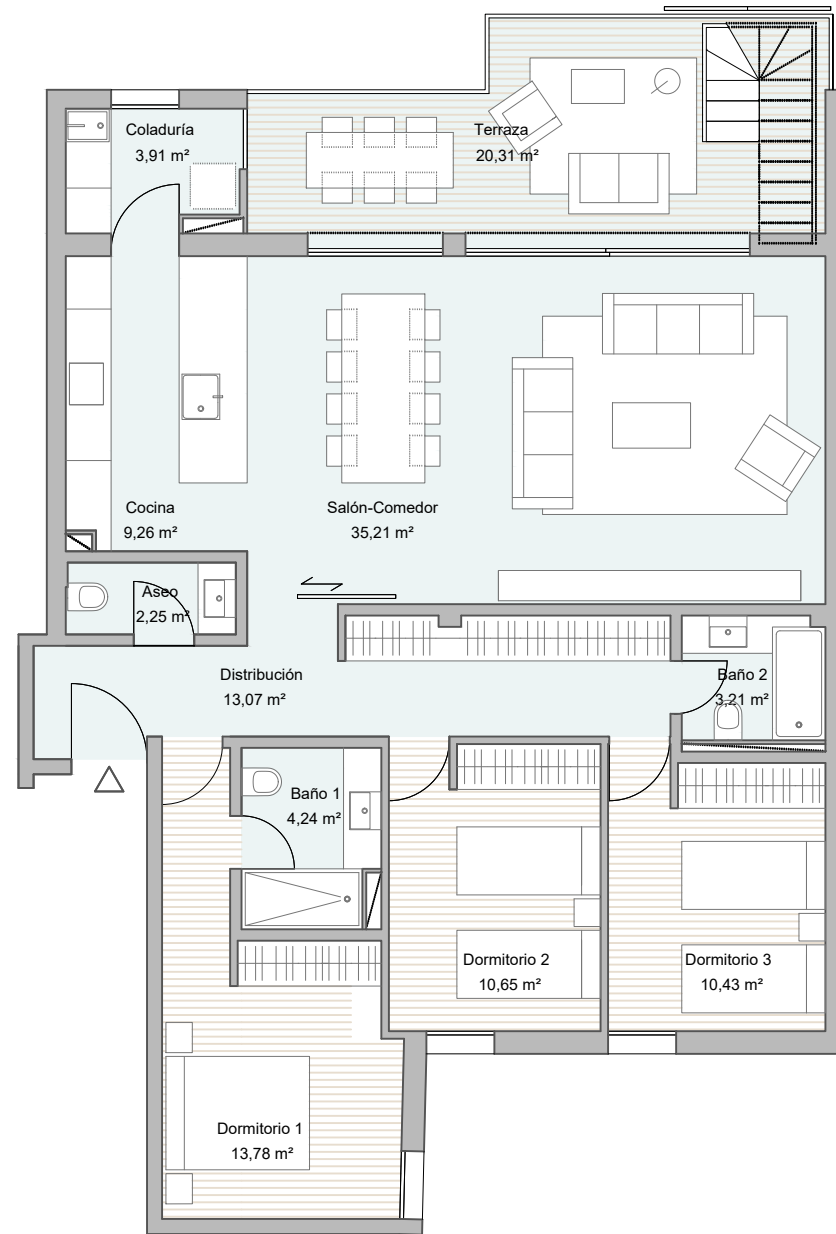 Coladuría
3,91 m²
Terraza
20,31 m²
Cocina
9,26 m²
Salón-Comedor
35,21 m²
Aseo
2,25 m²
Distribución
13,07 m²
Baño 2
3,21 m²
Baño 1
4,24 m²
Dormitorio 2
10,65 m²
Dormitorio 3
10,43 m²
Dormitorio 1
13,78 m²